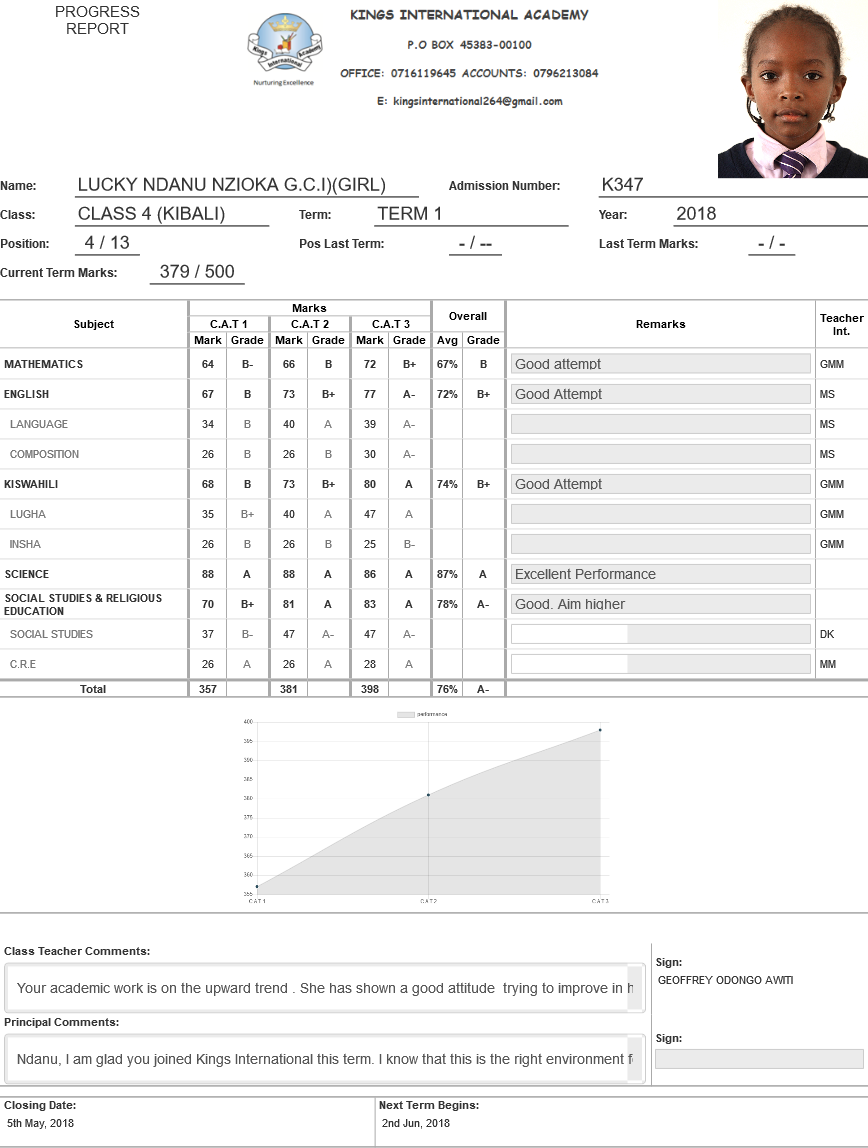 PROGRESS
REPORT
KINGS INTERNATIONAL ACADEMY
P.O BOX 45383-00100
OFFICE: 0716119645 ACCOUNTS: 0796213084
E: kingsinternational264@gmail.com
Kings Academy
International
Nurturing Excellence
Name: LUCKY NDANU NZIOKA G.C.I)(GIRL) Admission Number: K347
Class: CLASS 4 (KIBALI) Term: TERM 1 Year: 2018
Position: 4 / 13 Pos Last Term: - / -- Last Term Marks: - / -
Current Term Marks: 379 / 500
Subject Marks Overall Remarks Teacher Int.
C.A.T 1 C.A.T 2 C.A.T 3
Mark Grade Mark Grade Mark Grade Avg Grade
MATHEMATICS 64 B- 66 B 72 B+ 67% B Good attempt GMM
ENGLISH 67 B 73 B+ 77 A- 72% B+ Good Attempt MS
LANGUAGE 34 B 40 A 39 A- MS
COMPOSITION 26 B 26 B 30 A- MS
KISWAHILI 68 B 73 B+ 80 A 74% B+ Good Attempt GMM
LUGHA 35 B+ 40 A 47 A GMM
INSHA 26 B 26 B 25 B- GMM
SCIENCE 88 A 88 A 86 A 87% A Excellent Performance
SOCIAL STUDIES & RELIGIOUS
EDUCATION 70 B+ 81 A 83 A 78% A- Good. Aim higher
SOCIAL STUDIES 37 B- 47 A- 47 A- DK
C.R.E 26 A 26 A 28 A MM
Total 357 381 398 76% A-
performance
400
395
390
385
380
375
370
365
360
355
C.A.T 1 C.A.T 2 C.A.T 3
Class Teacher Comments:
Your academic work is on the upward trend . She has shown a good attitude trying to improve in h
Sign:
GEOFFREY ODONGO AWITI
Principal Comments:
Ndanu, I am glad you joined Kings International this term. I know that this is the right environment f
Sign:
Closing Date: Next Term Begins:
5th May, 2018 2nd Jun, 2018